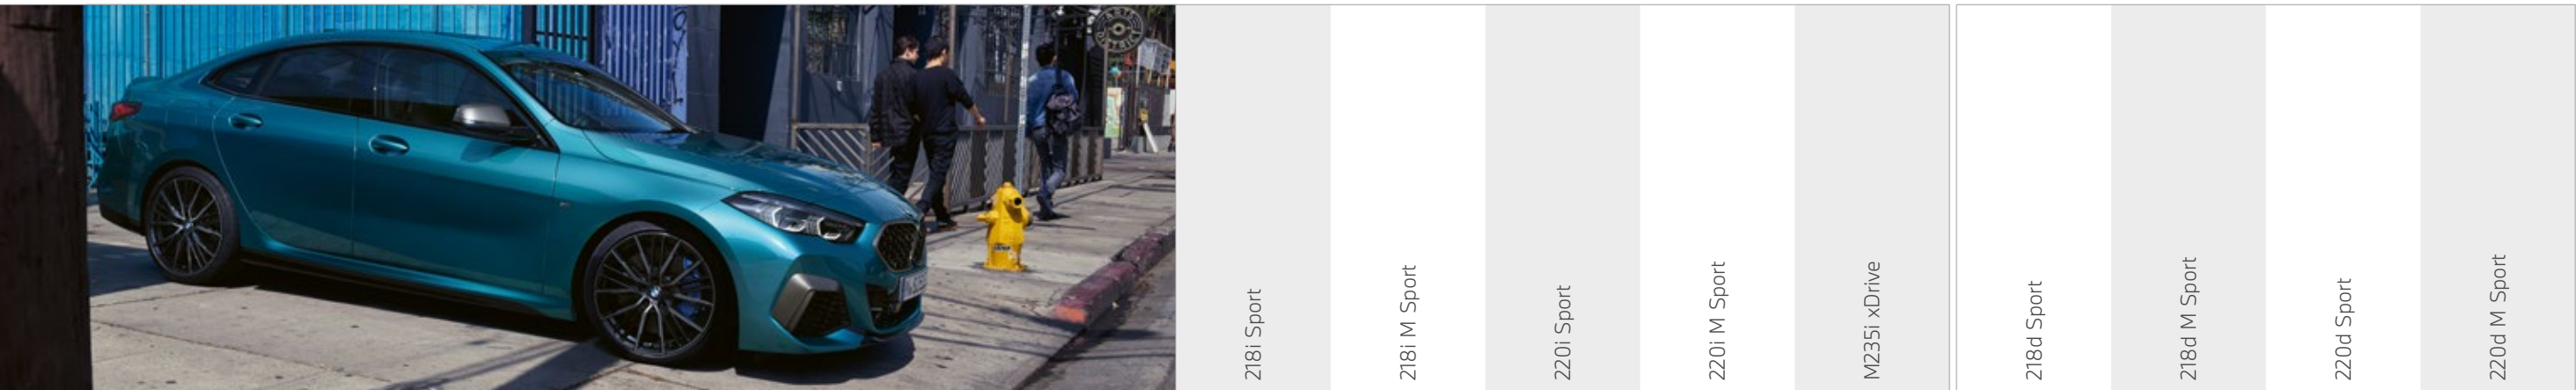 218i Sport
218i M Sport
220i Sport
220i M Sport
M235i xDrive
218d Sport
218d M Sport
220d Sport
220d M Sport